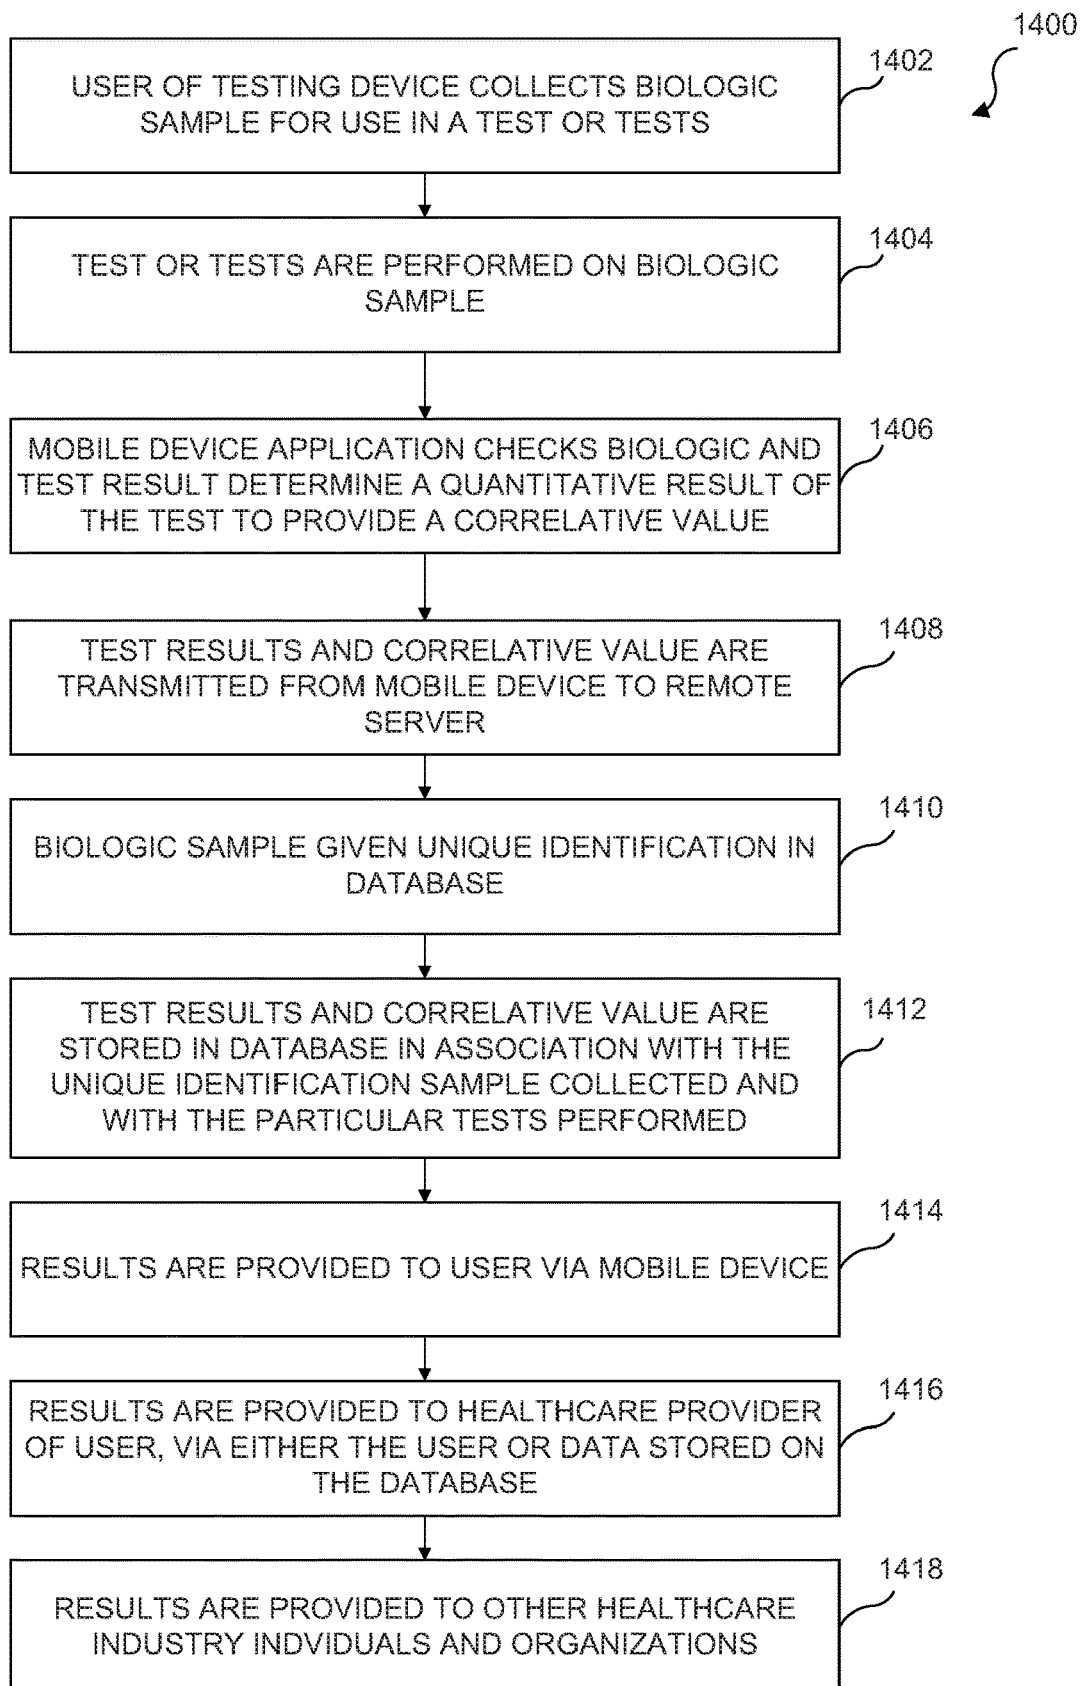 1400
1402
USER OF TESTING DEVICE COLLECTS BIOLOGIC
SAMPLE FOR USE IN A TEST OR TESTS
1404
TEST OR TESTS ARE PERFORMED ON BIOLOGIC
SAMPLE
1406
MOBILE DEVICE APPLICATION CHECKS BIOLOGIC AND
TEST RESULT DETERMINE A QUANTITATIVE RESULT OF
THE TEST TO PROVIDE A CORRELATIVE VALUE
1408
TEST RESULTS AND CORRELATIVE VALUE ARE
TRANSMITTED FROM MOBILE DEVICE TO REMOTE
SERVER
1410
BIOLOGIC SAMPLE GIVEN UNIQUE IDENTIFICATION IN
DATABASE
1412
TEST RESULTS AND CORRELATIVE VALUE ARE
STORED IN DATABASE IN ASSOCIATION WITH THE
UNIQUE IDENTIFICATION SAMPLE COLLECTED AND
WITH THE PARTICULAR TESTS PERFORMED
1414
RESULTS ARE PROVIDED TO USER VIA MOBILE DEVICE
1416
RESULTS ARE PROVIDED TO HEALTHCARE PROVIDER
OF USER, VIA EITHER THE USER OR DATA STORED ON
THE DATABASE
1418
RESULTS ARE PROVIDED TO OTHER HEALTHCARE
INDUSTRY INDVIDUALS AND ORGANIZATIONS